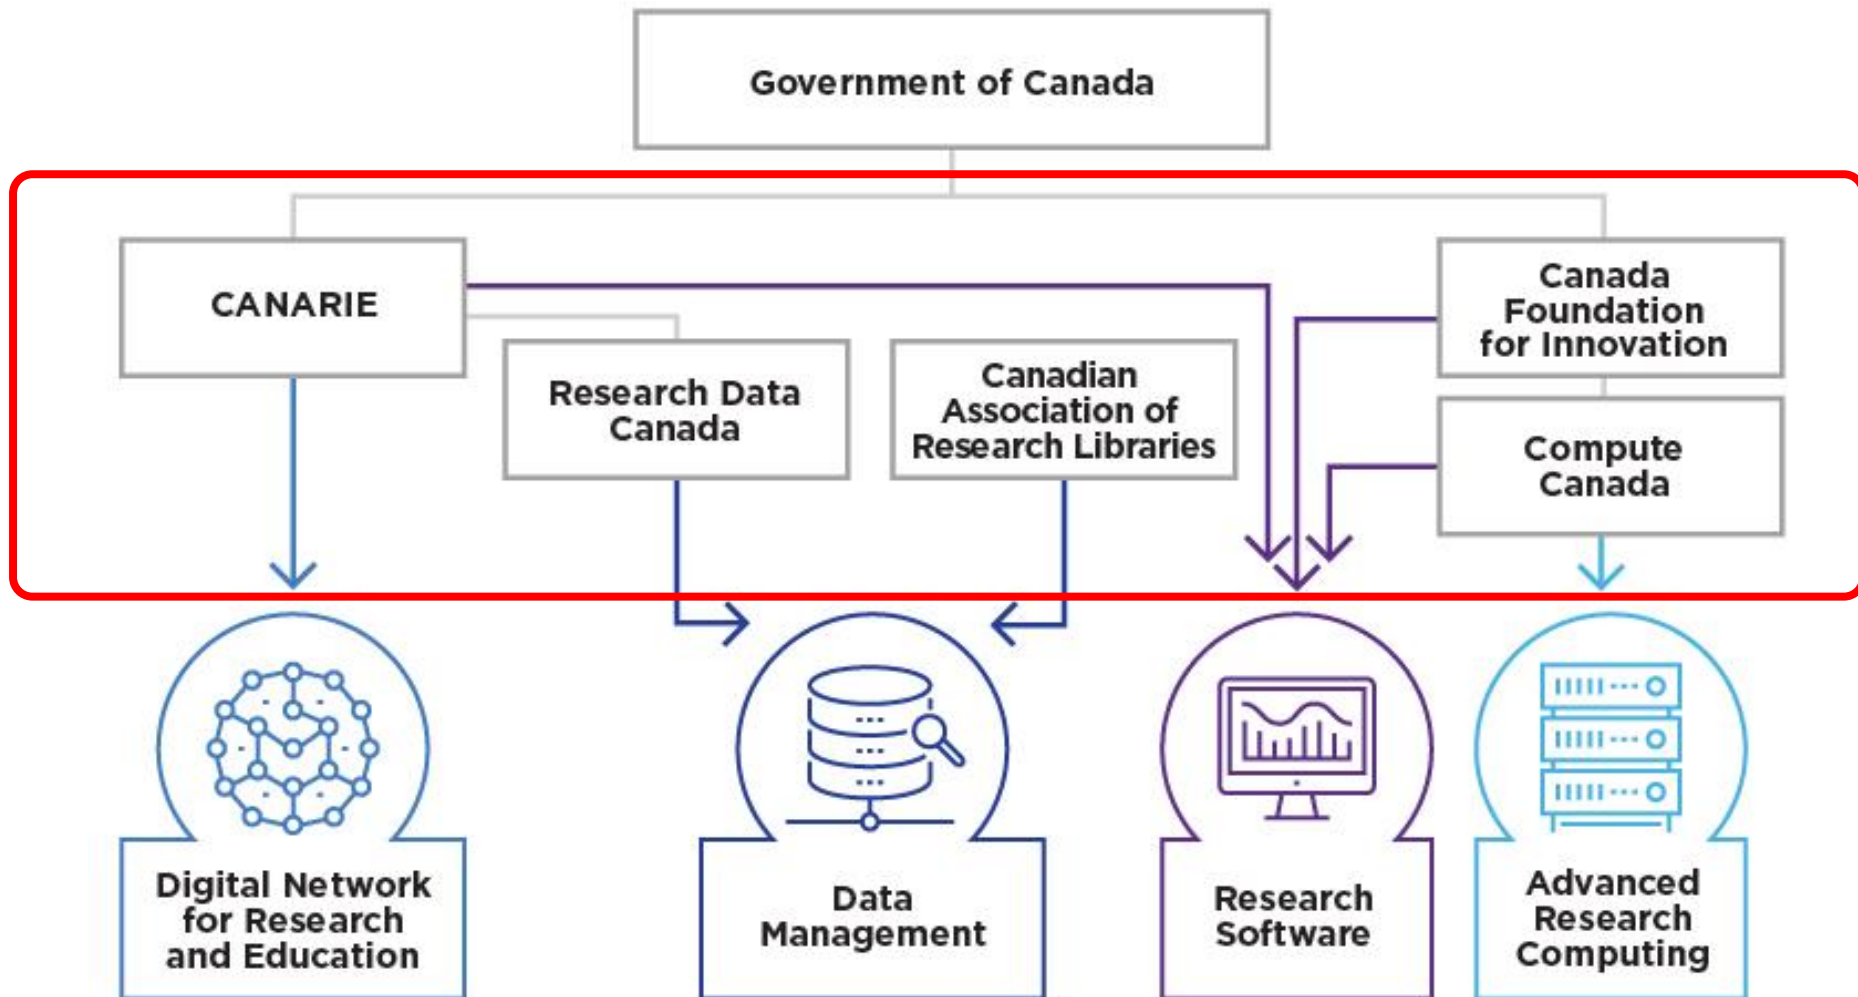 Government of Canada
CANARIE
Research Data
Canada
Canadian
Association of
Research Libraries
Canada
Foundation
for Innovation
Compute
Canada
Digital Network
for Research
and Education
Data
Management
Research
Software
Advanced
Research
Computing